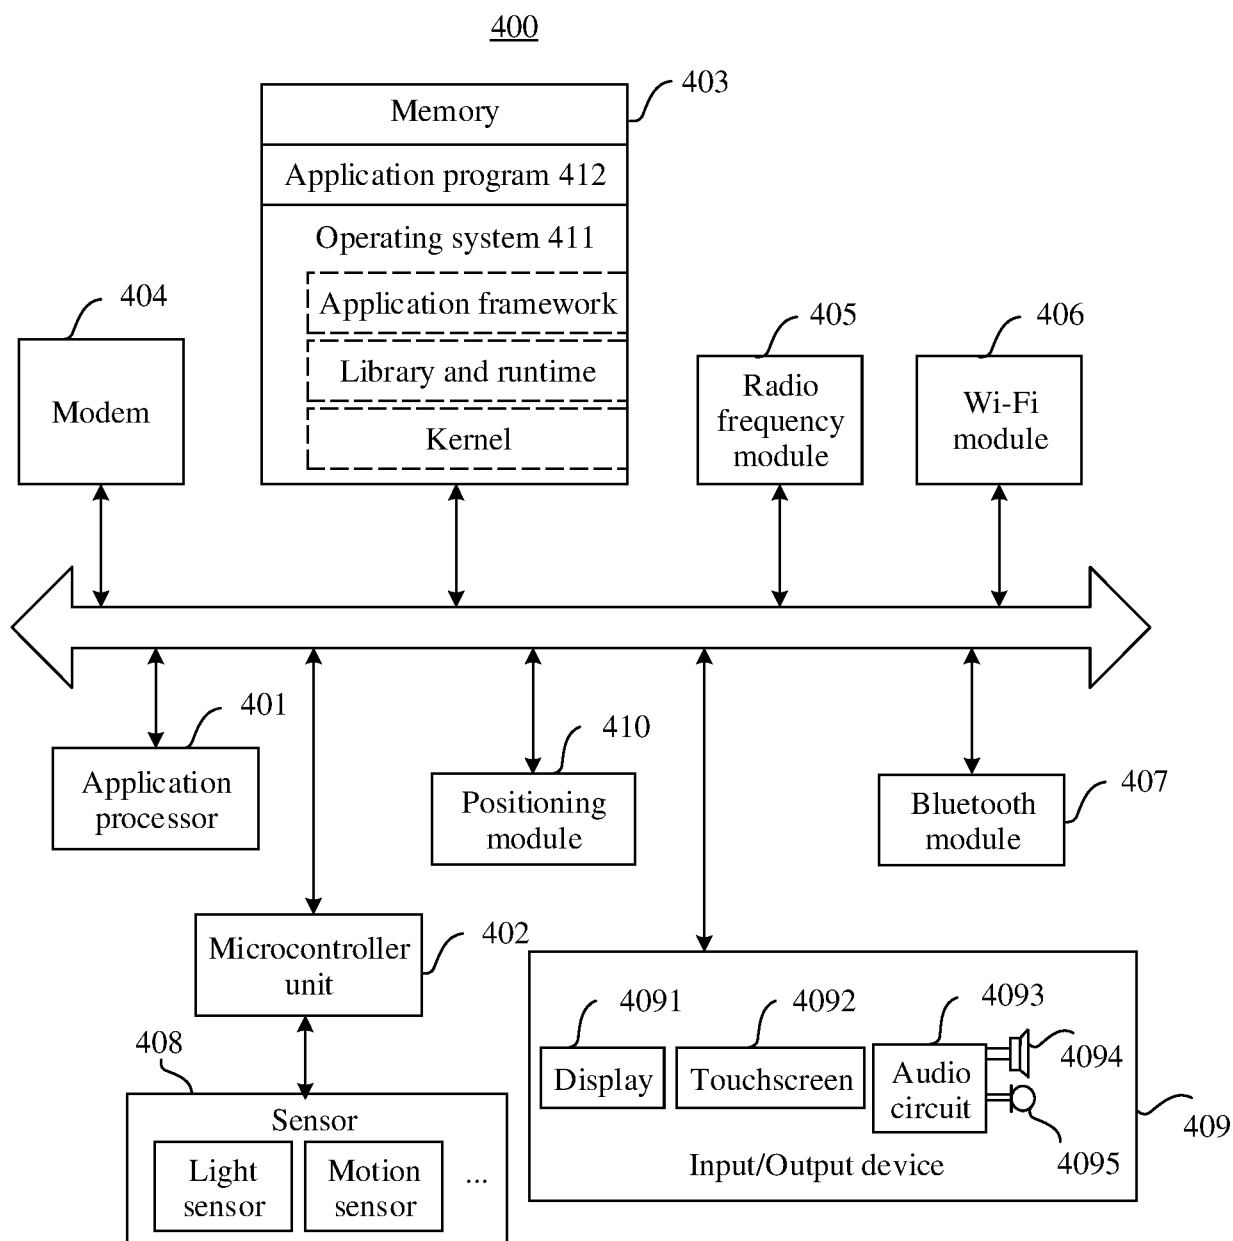 400
403
Memory
Application program 412
Operating system 411
Application framework
Library and runtime
Kernel
404
Modem
405
Radio
frequency
module
406
Wi-Fi
module
401
Application
processor
410
Positioning
module
407
Bluetooth
module
402
Microcontroller
unit
408
Sensor
Light
sensor
Motion
sensor
...
4091
Display
4092
Touchscreen
4093
Audio
circuit
4094
4095
409
Input/Output device